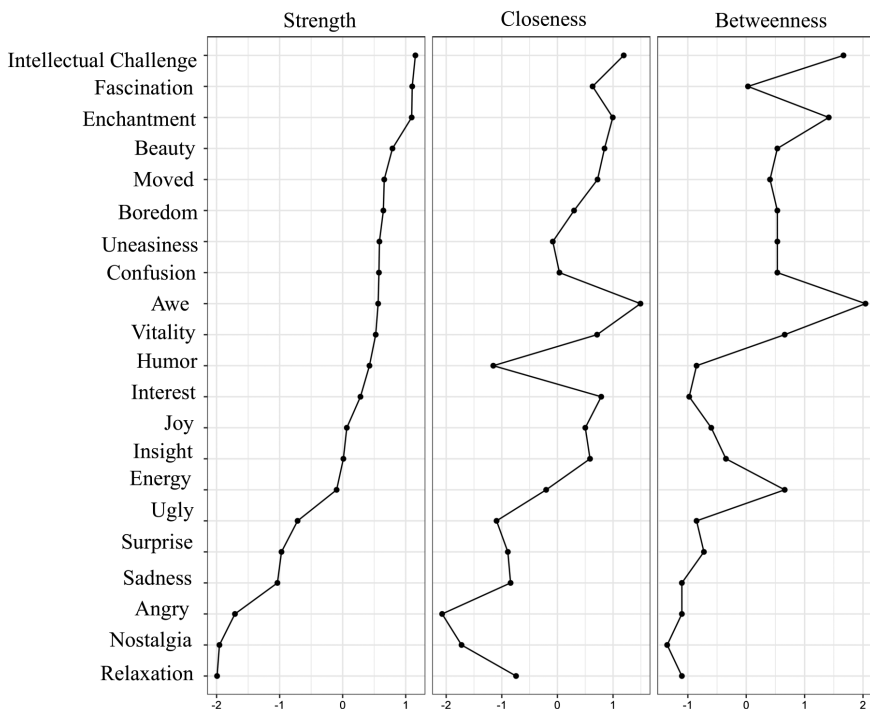 Strength Closeness Betweenness
Intellectual Challenge
Fascination
Enchantment
Beauty
Moved
Boredom
Uneasiness
Confusion
Awe
Vitality
Humor
Interest
Joy
Insight
Energy
Ugly
Surprise
Sadness
Angry
Nostalgia
Relaxation
-2 -1 0 1 -2 -1 0 1 -1 0 1 2